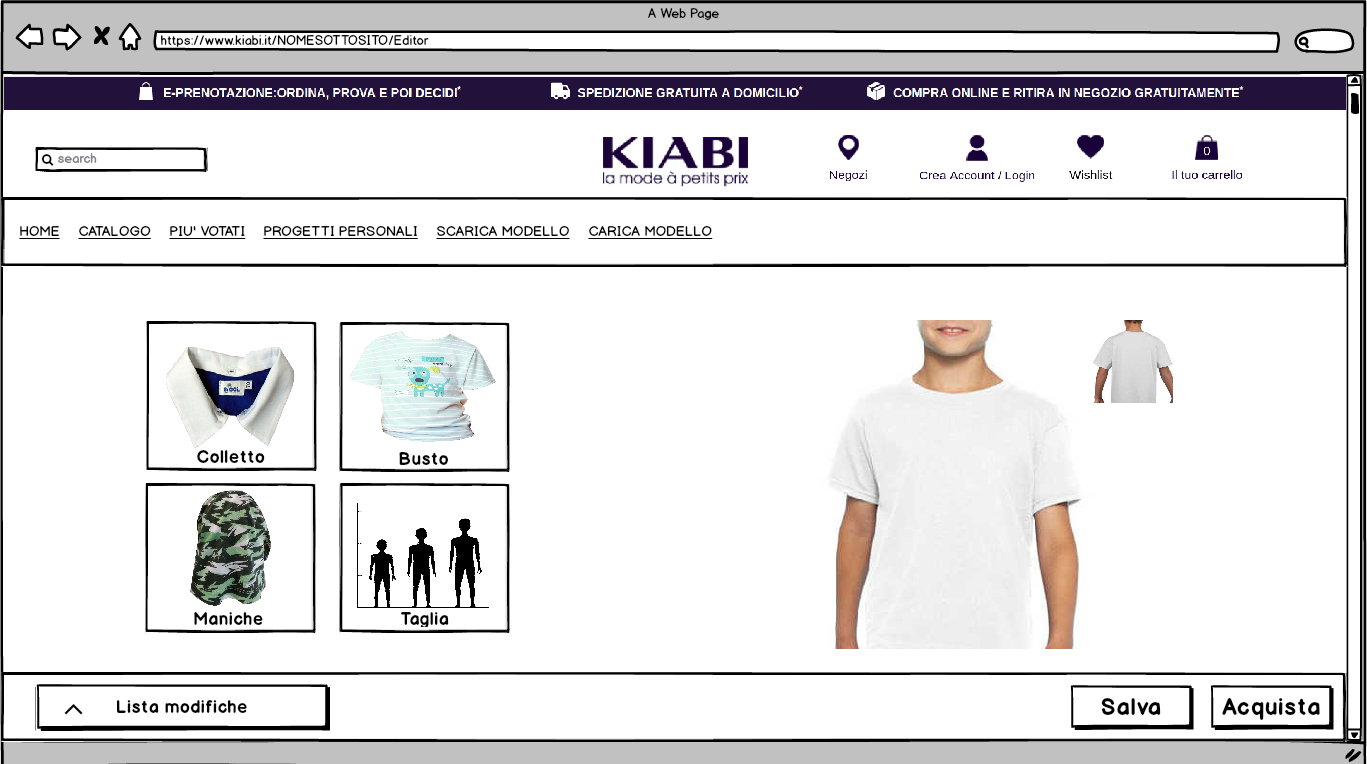 A Web Page
https://www.kiabi.it/NOMESOTTOSITO/Editor
E-PRENOTAZIONE:ORDINA, PROVA E POI DECIDI*
SPEDIZIONE GRATUITA A DOMICILIO*
COMPRA ONLINE E RITIRA IN NEGOZIO GRATUITAMENTE*
search
KIABI
la mode à petits prix
Negozi
Crea Account / Login
Wishlist
0
Il tuo carrello
HOME
CATALOGO
PIU' VOTATI
PROGETTI PERSONALI
SCARICA MODELLO
CARICA MODELLO
Colletto
Busto
Maniche
Taglia
Lista modifiche
Salva
Acquista